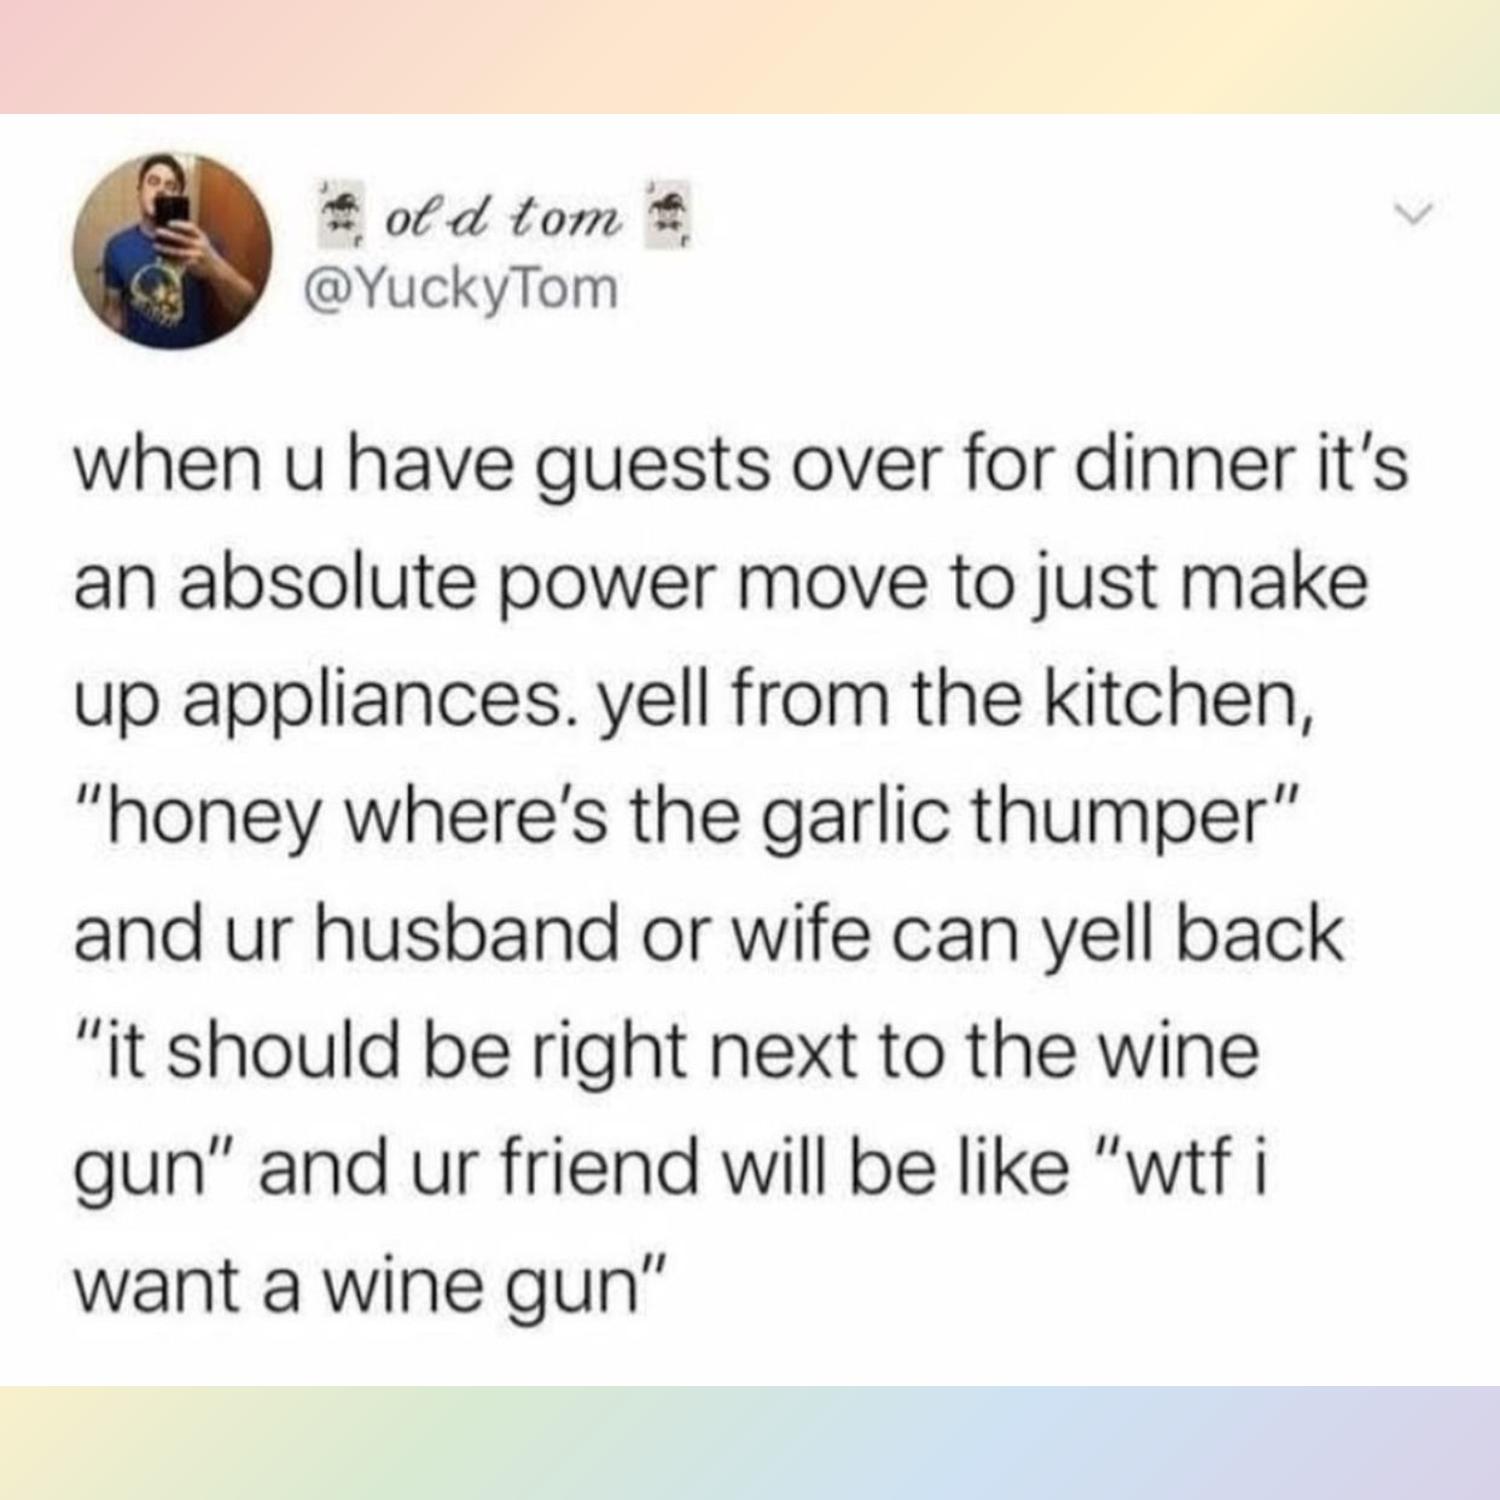 🃏 old tom 🃏
@YuckyTom
when u have guests over for dinner it's
an absolute power move to just make
up appliances. yell from the kitchen,
"honey where's the garlic thumper"
and ur husband or wife can yell back
"it should be right next to the wine
gun" and ur friend will be like "wtf i
want a wine gun"